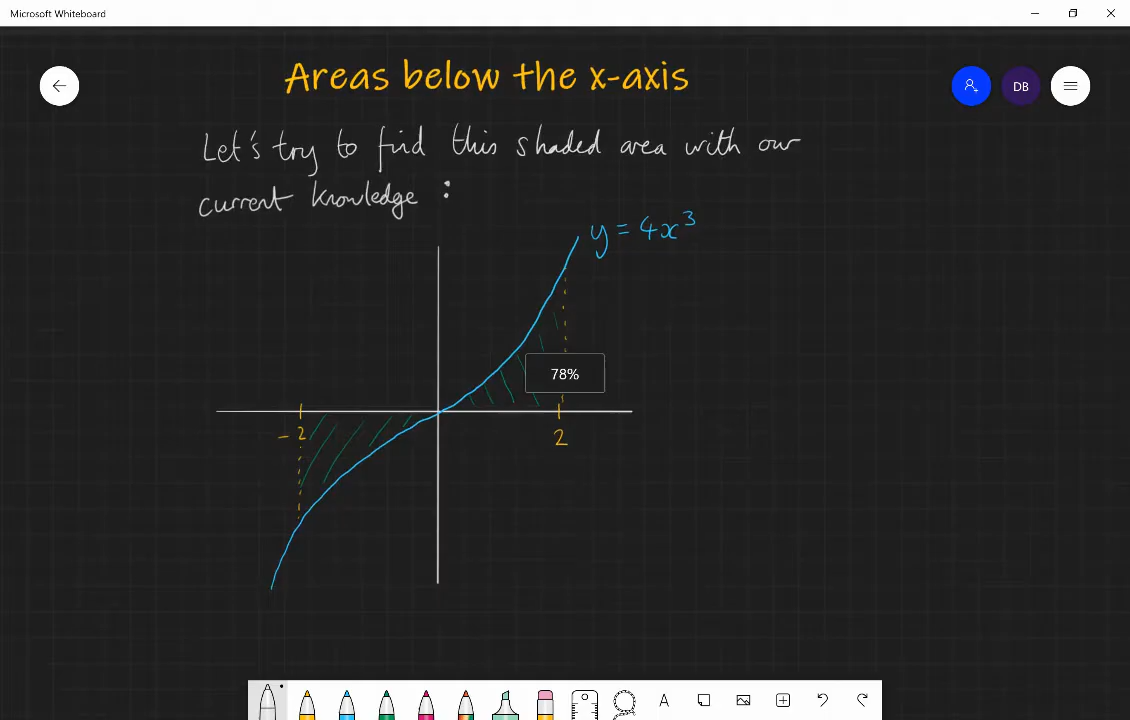 Microsoft Whiteboard
Areas below the x-axis
DB
Let's try to find this shaded area with our
current knowledge :
y = 4x³
78%
-2
2
A